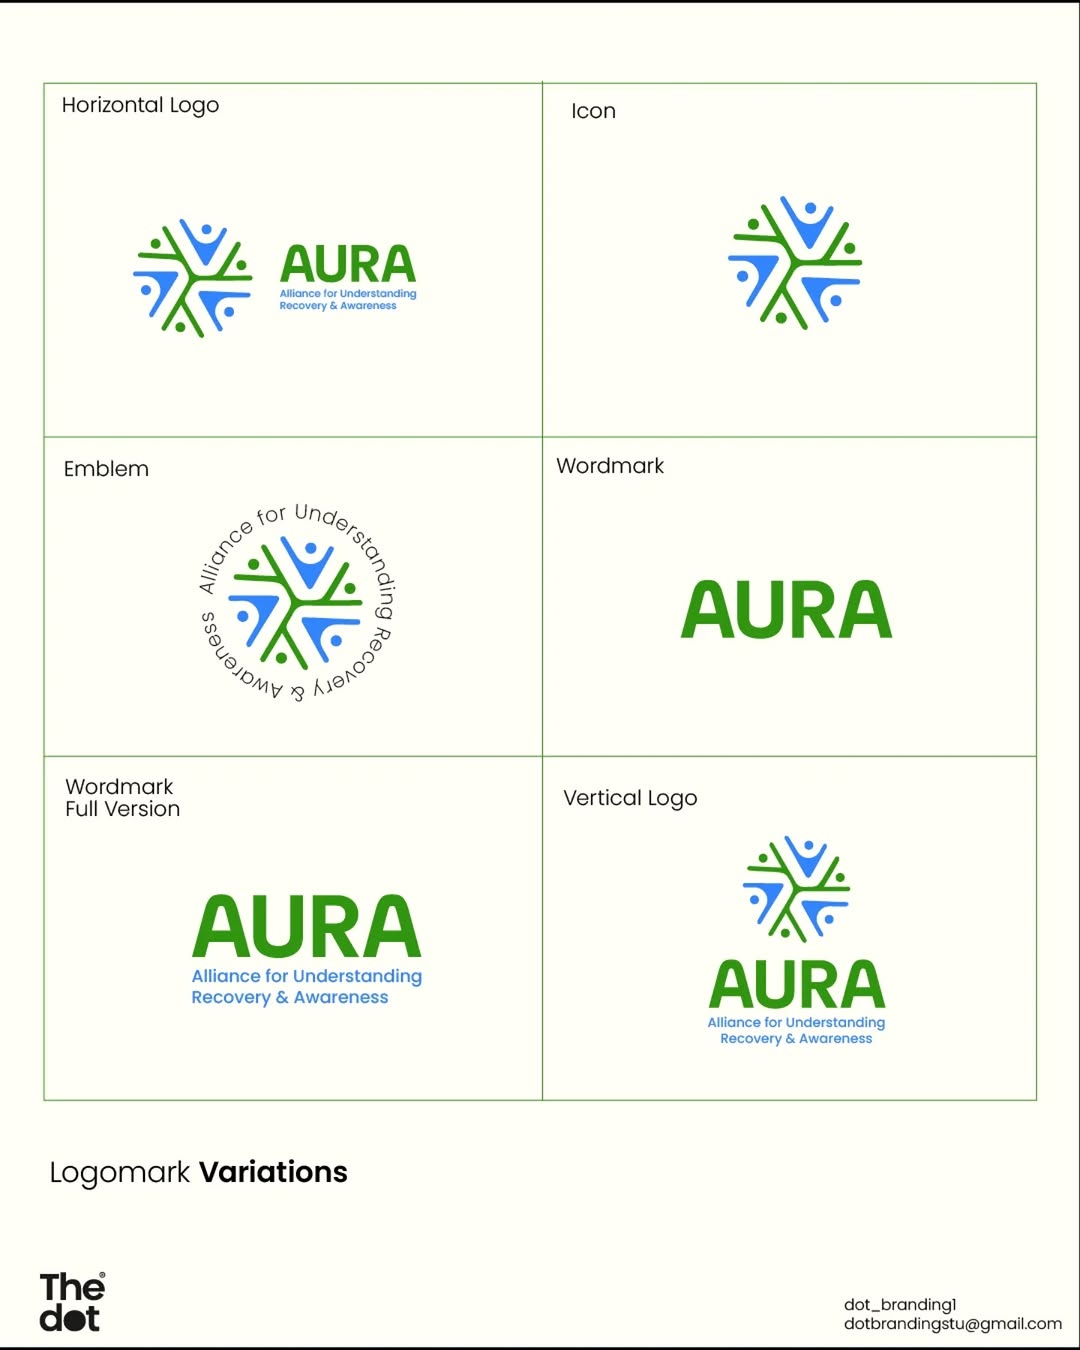 Horizontal Logo
AURA
Alliance for Understanding
Recovery & Awareness
Icon
Emblem
Alliance for Understanding Recovery & Awareness
Wordmark
AURA
Wordmark
Full Version
AURA
Alliance for Understanding
Recovery & Awareness
Vertical Logo
AURA
Alliance for Understanding
Recovery & Awareness
Logomark Variations
The®
dot
dot_branding1
dotbrandingstu@gmail.com